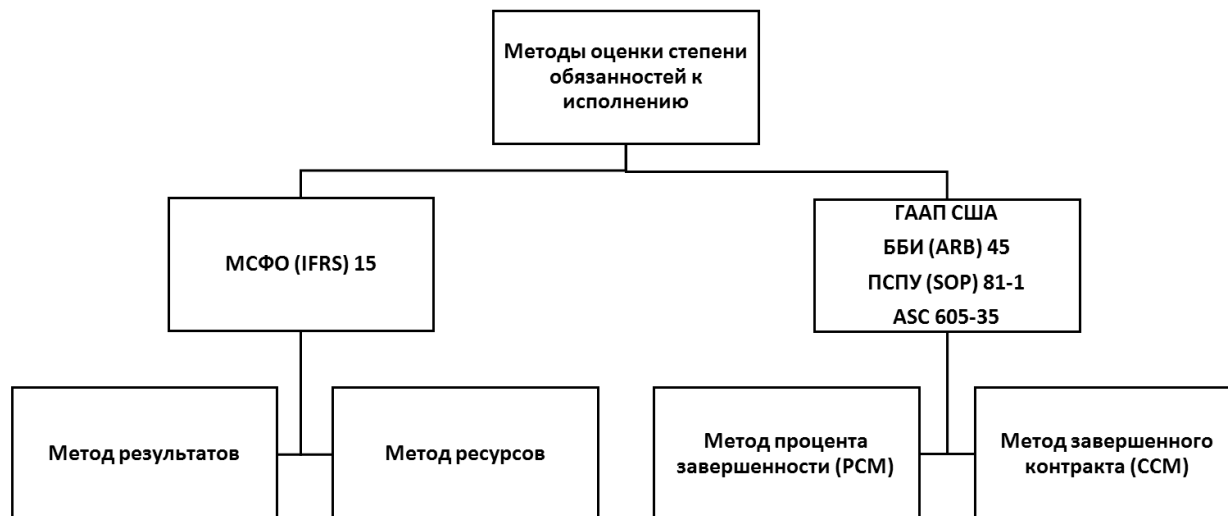 Методы оценки степени
обязанностей к
исполнению
МСФО (IFRS) 15
ГААП США
ББИ (ARB) 45
ПСПУ (SOP) 81-1
ASC 605-35
Метод результатов
Метод ресурсов
Метод процента
завершенности (PCM)
Метод завершенного
контракта (CCM)